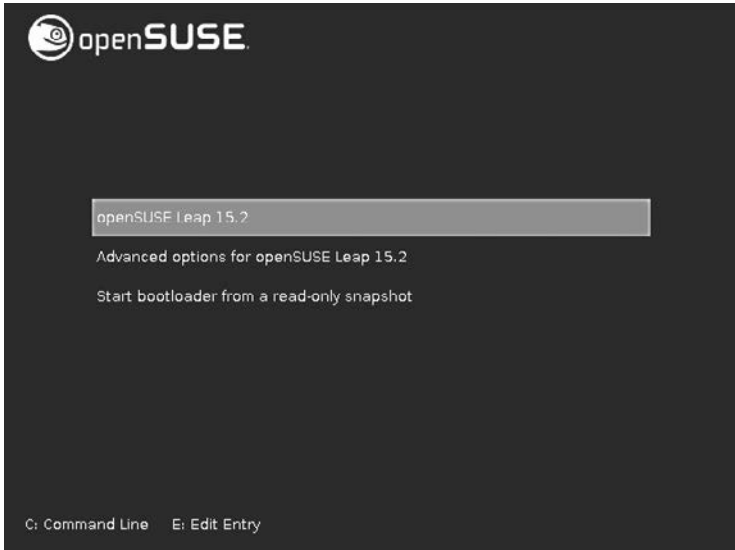 openSUSE.
openSUSE Leap 15.2
Advanced options for openSUSE Leap 15.2
Start bootloader from a read-only snapshot
C: Command Line E: Edit Entry